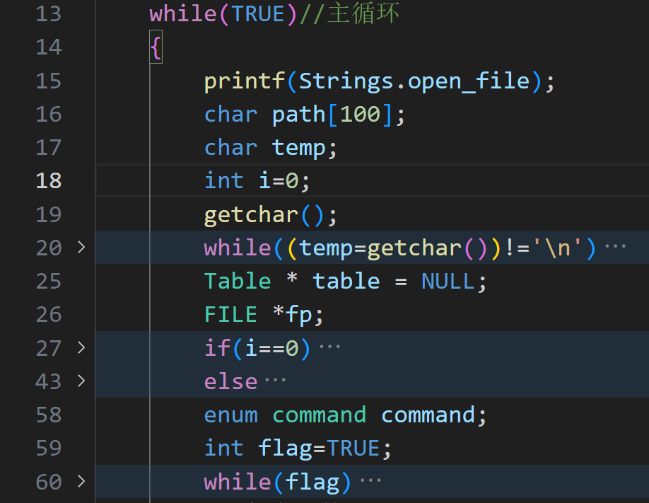 13 while(TRUE)//主循环
14 {
15 printf(Strings.open_file);
16 char path[100];
17 char temp;
18 int i=0;
19 getchar();
20 while((temp=getchar())!='\n')…
25 Table * table = NULL;
26 FILE *fp;
27 if(i==0)…
43 else…
58 enum command command;
59 int flag=TRUE;
60 while(flag)…